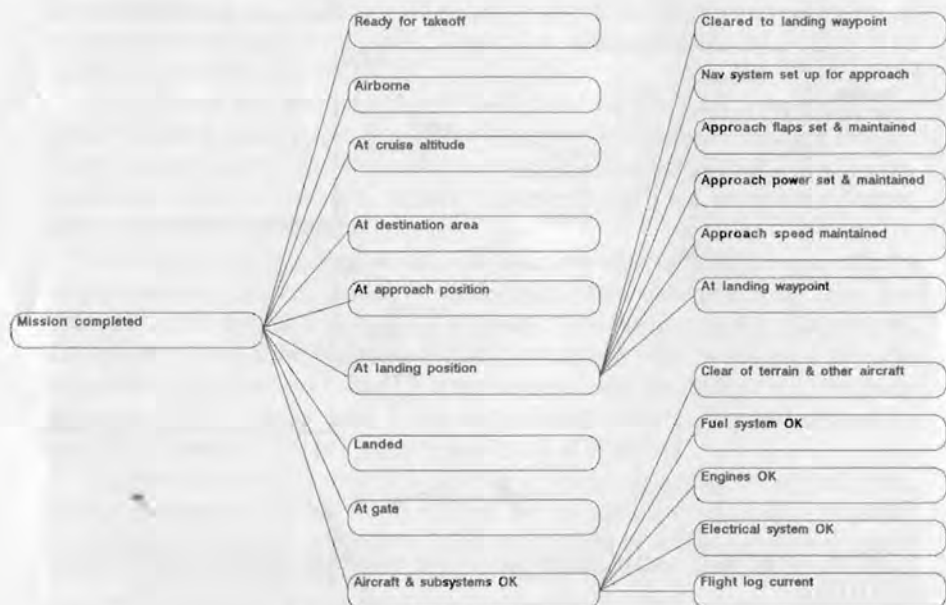 Mission completed
Ready for takeoff
Airborne
At cruise altitude
At destination area
At approach position
At landing position
Landed
At gate
Aircraft & subsystems OK
Cleared to landing waypoint
Nav system set up for approach
Approach flaps set & maintained
Approach power set & maintained
Approach speed maintained
At landing waypoint
Clear of terrain & other aircraft
Fuel system OK
Engines OK
Electrical system OK
Flight log current